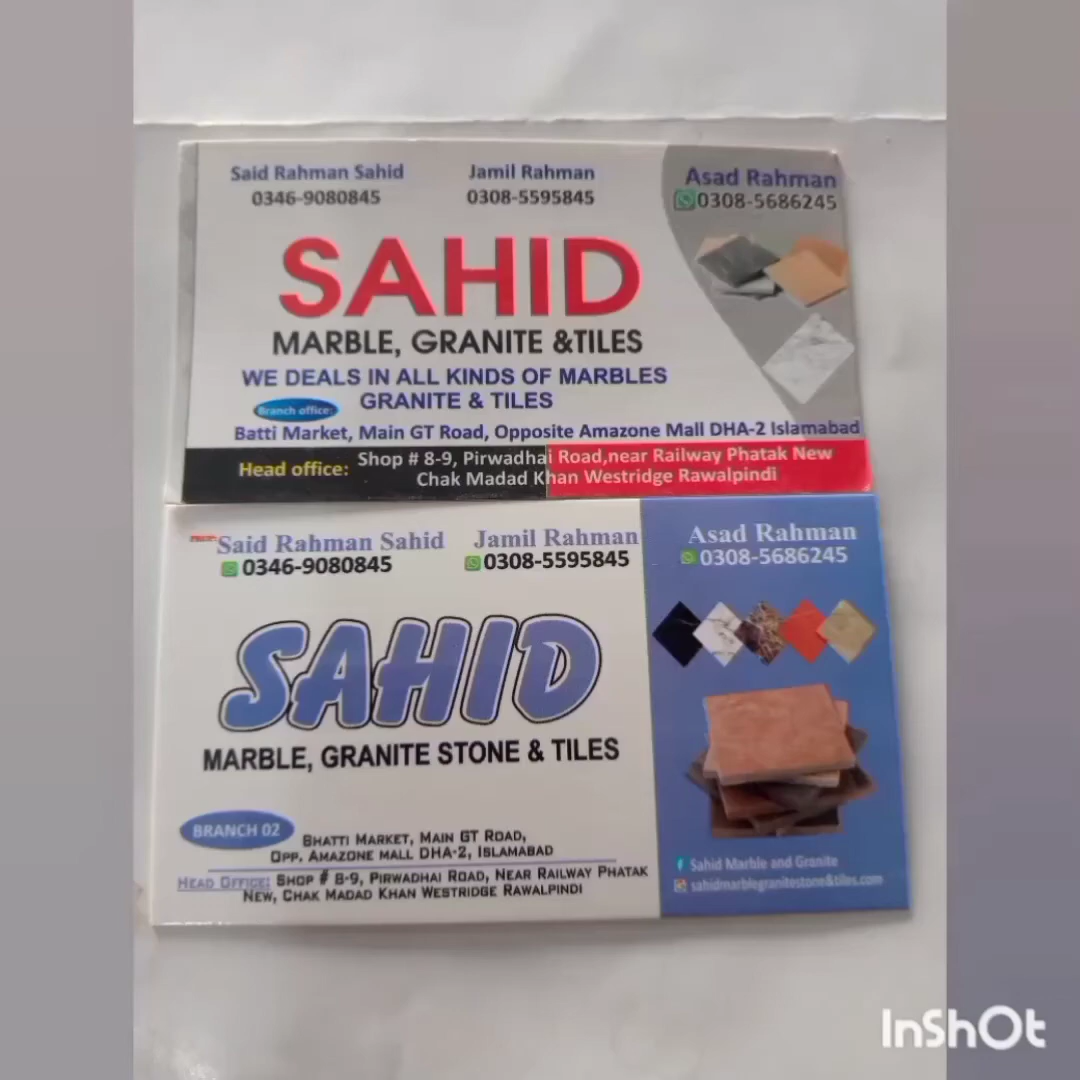 Said Rahman Sahid
0346-9080845
Jamil Rahman
0308-5595845
Asad Rahman
0308-5686245
SAHID
MARBLE, GRANITE &TILES
WE DEALS IN ALL KINDS OF MARBLES
GRANITE & TILES
Branch office:
Batti Market, Main GT Road, Opposite Amazone Mall DHA-2 Islamabad
Head office: Shop # 8-9, Pirwadhai Road,near Railway Phatak New
Chak Madad Khan Westridge Rawalpindi
PROP: Said Rahman Sahid
0346-9080845
Jamil Rahman
0308-5595845
Asad Rahman
0308-5686245
SAHID
MARBLE, GRANITE STONE & TILES
BRANCH 02
BHATTI MARKET, MAIN GT ROAD,
OPP. AMAZONE MALL DHA-2, ISLAMABAD
HEAD OFFICE: SHOP # 8-9, PIRWADHAI ROAD, NEAR RAILWAY PHATAK
NEW, CHAK MADAD KHAN WESTRIDGE RAWALPINDI
Sahid Marble and Granite
sahidmarblegranitestone&tiles.com
InShOt